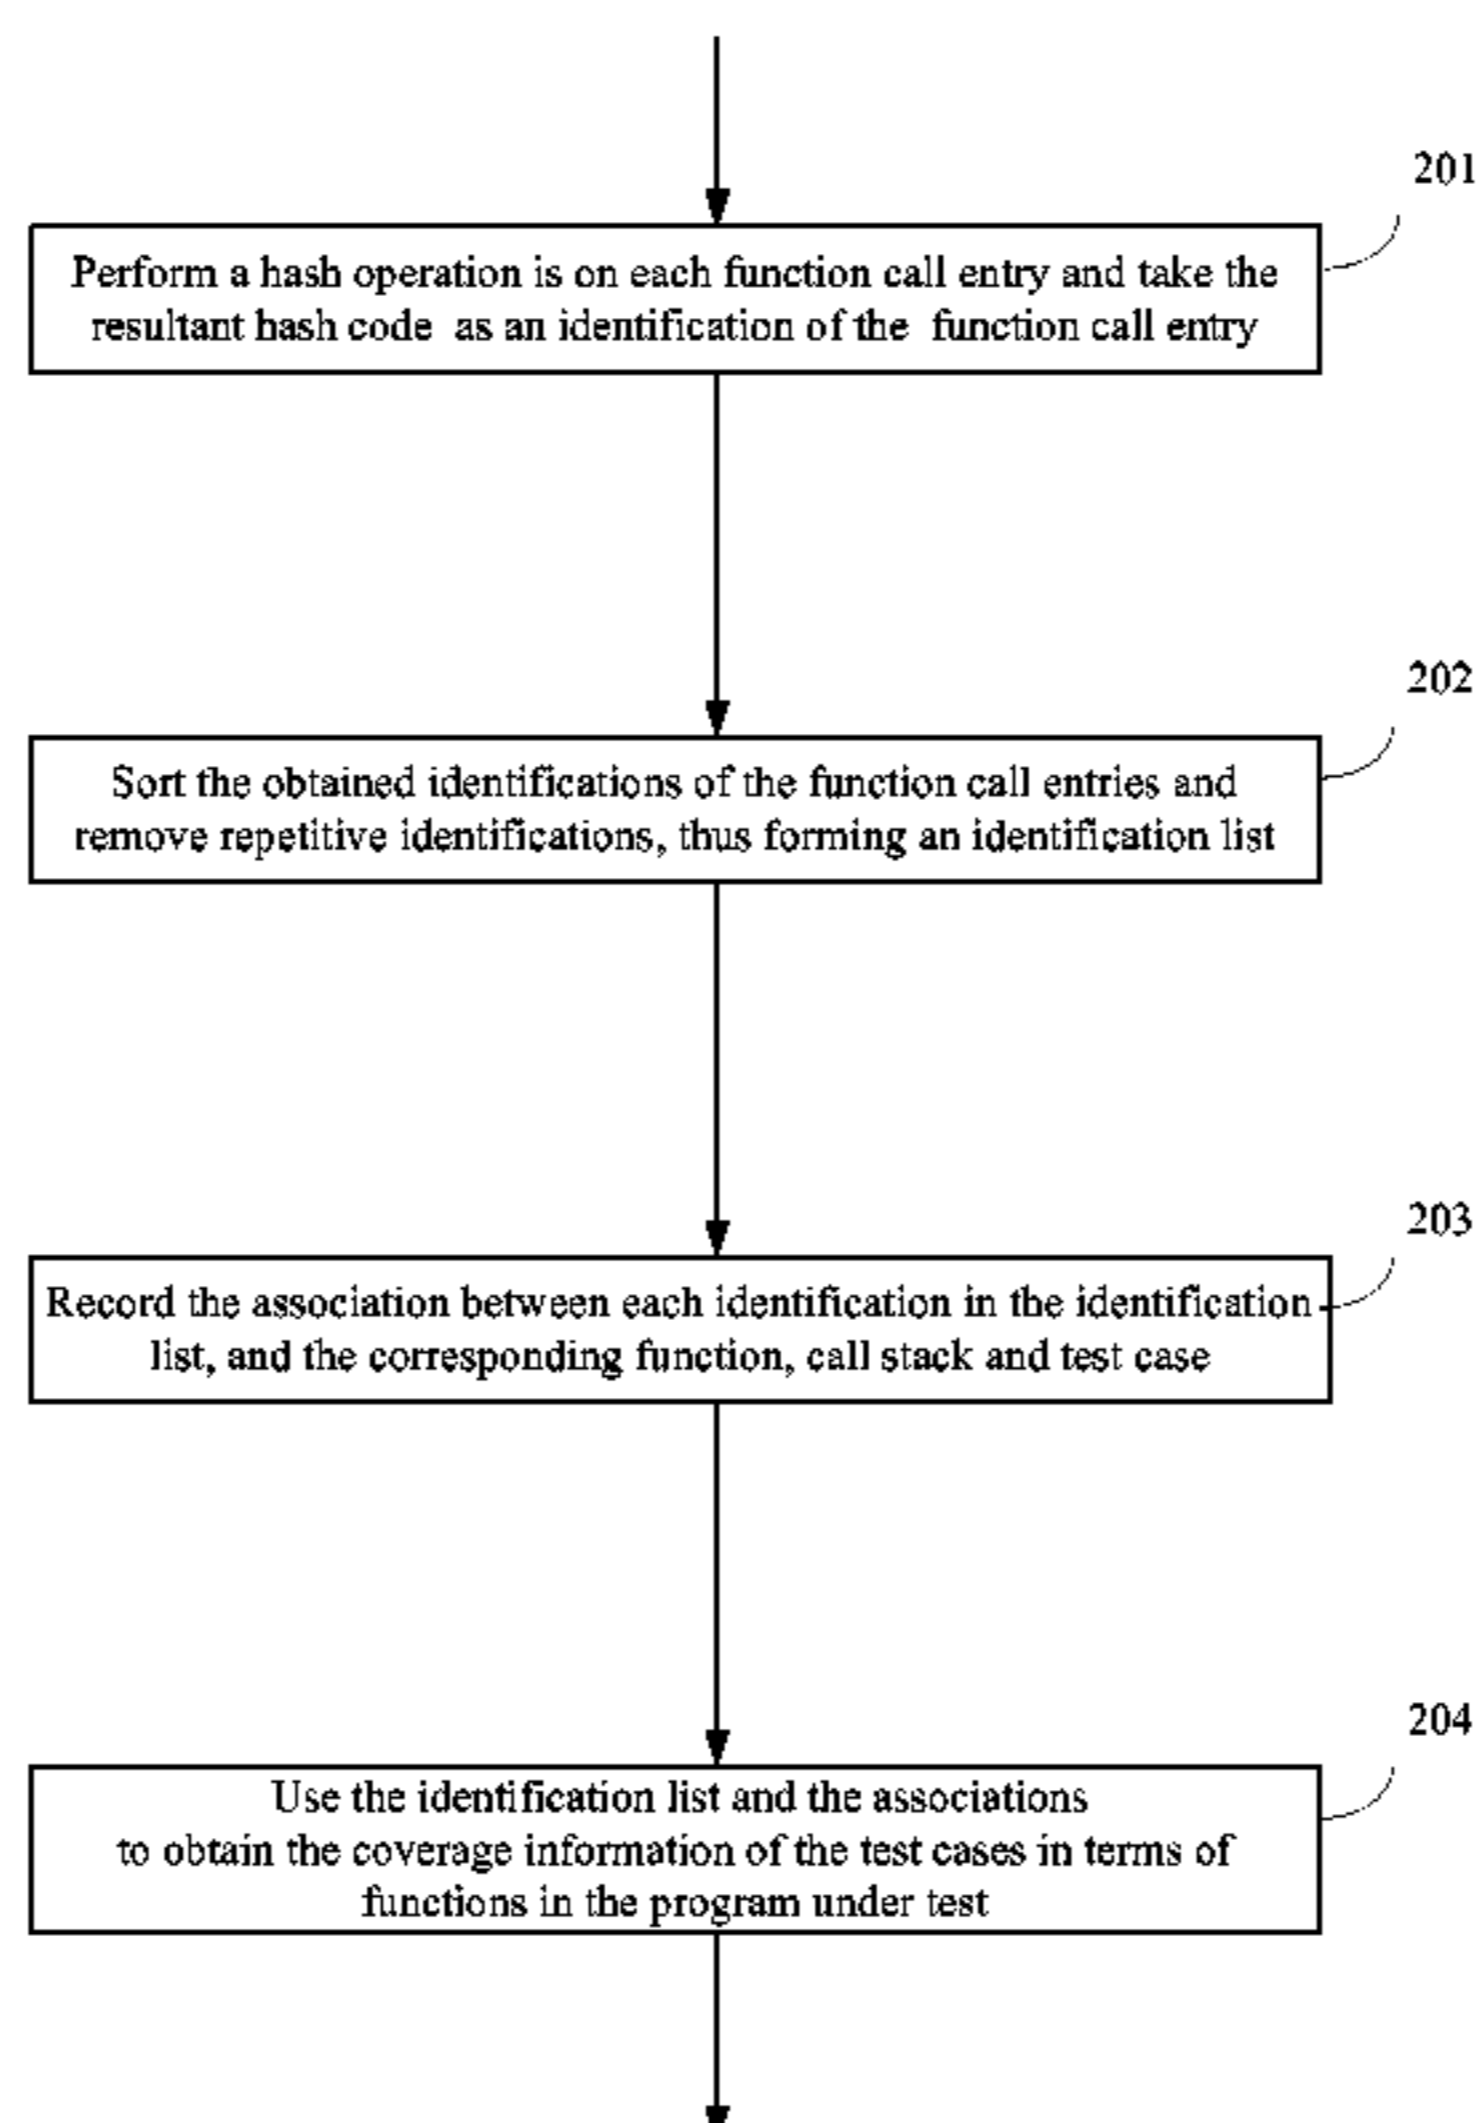 201
Perform a hash operation is on each function call entry and take the
resultant hash code as an identification of the function call entry
202
Sort the obtained identifications of the function call entries and
remove repetitive identifications, thus forming an identification list
203
Record the association between each identification in the identification
list, and the corresponding function, call stack and test case
204
Use the identification list and the associations
to obtain the coverage information of the test cases in terms of
functions in the program under test